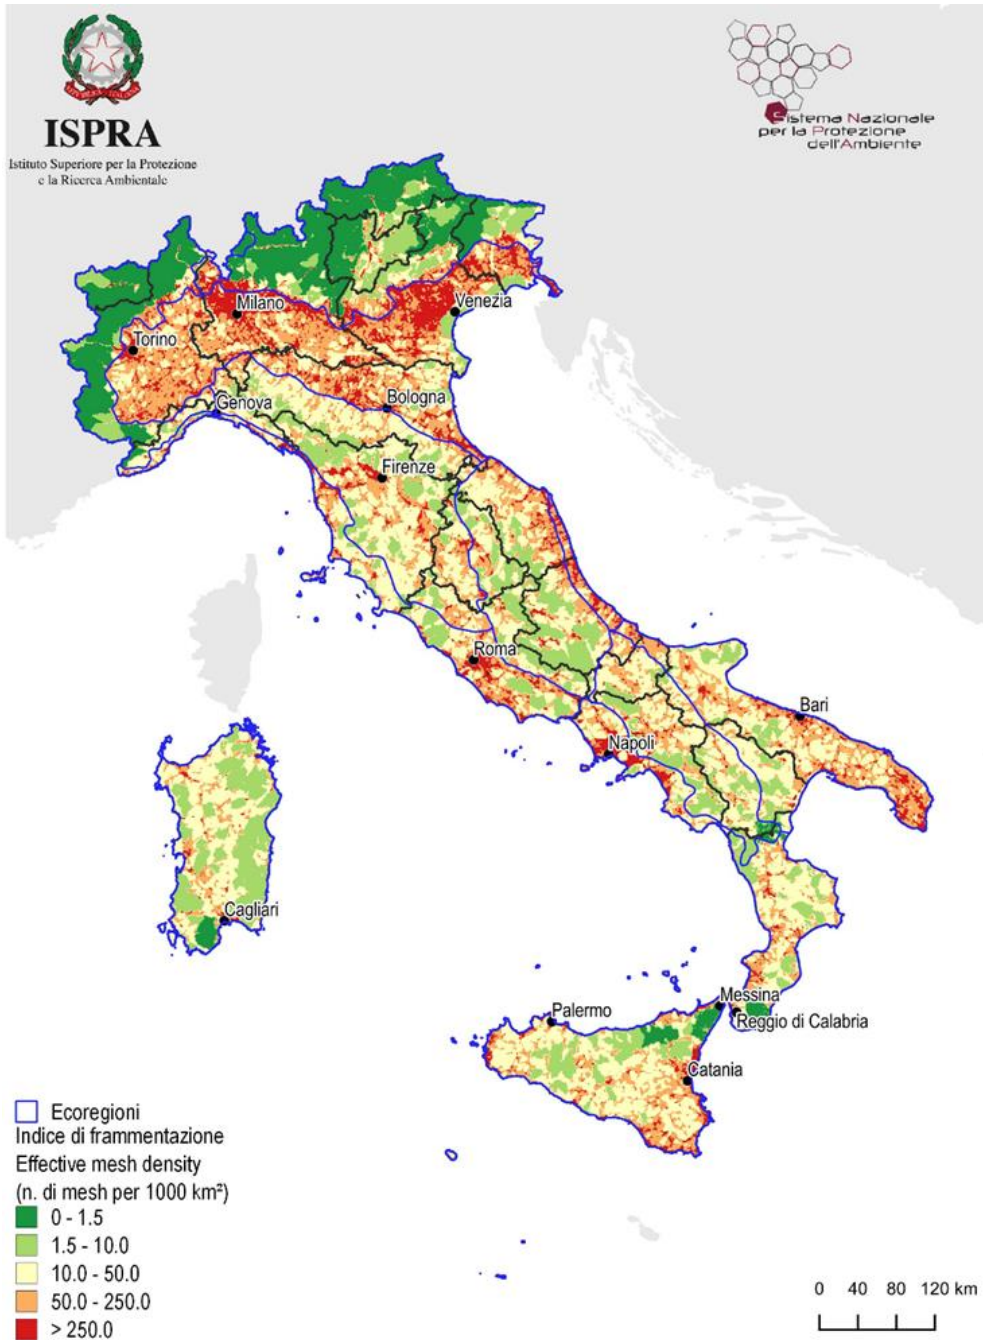 ISPRA
Istituto Superiore per la Protezione
e la Ricerca Ambientale
Sistema Nazionale
per la Protezione
dell'Ambiente
Milano
Venezia
Torino
Genova
Bologna
Firenze
Roma
Bari
Napoli
Cagliari
Messina
Palermo
Reggio di Calabria
Catania
Ecoregioni
Indice di frammentazione
Effective mesh density
(n. di mesh per 1000 km²)
0 - 1.5
1.5 - 10.0
10.0 - 50.0
50.0 - 250.0
> 250.0
0 40 80 120 km